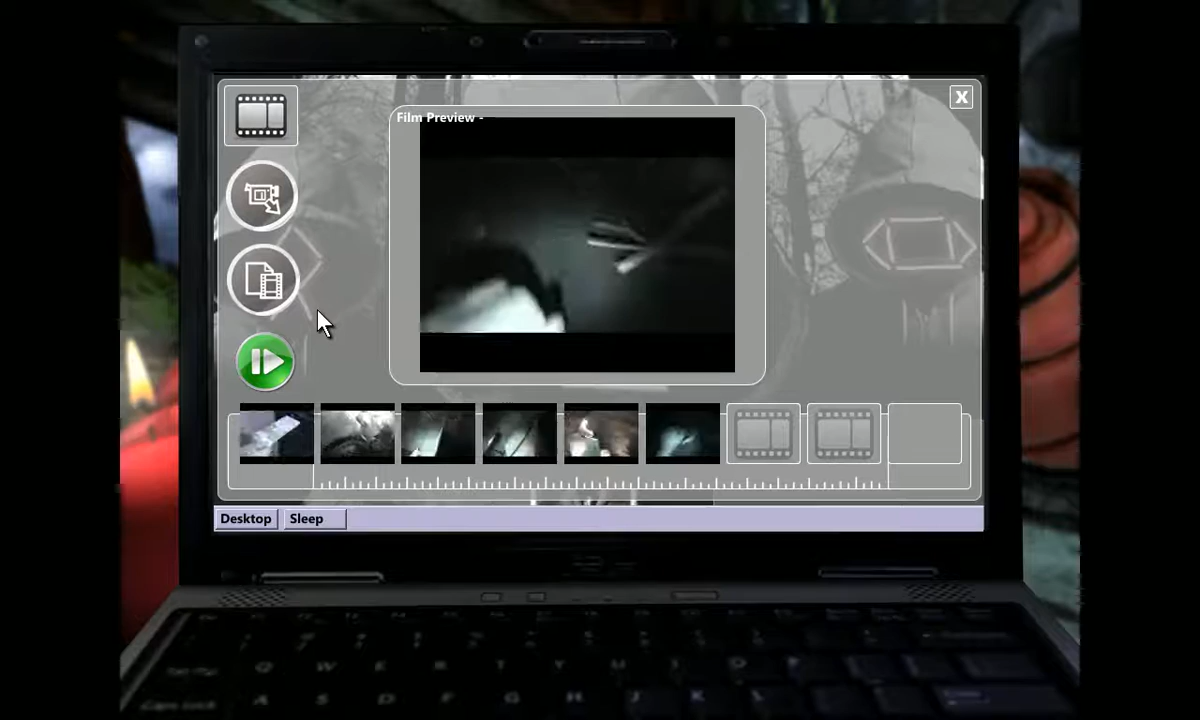 X
Film Preview -
Desktop
Sleep
Q W E R T Y U I O P
A S D F G H J K L